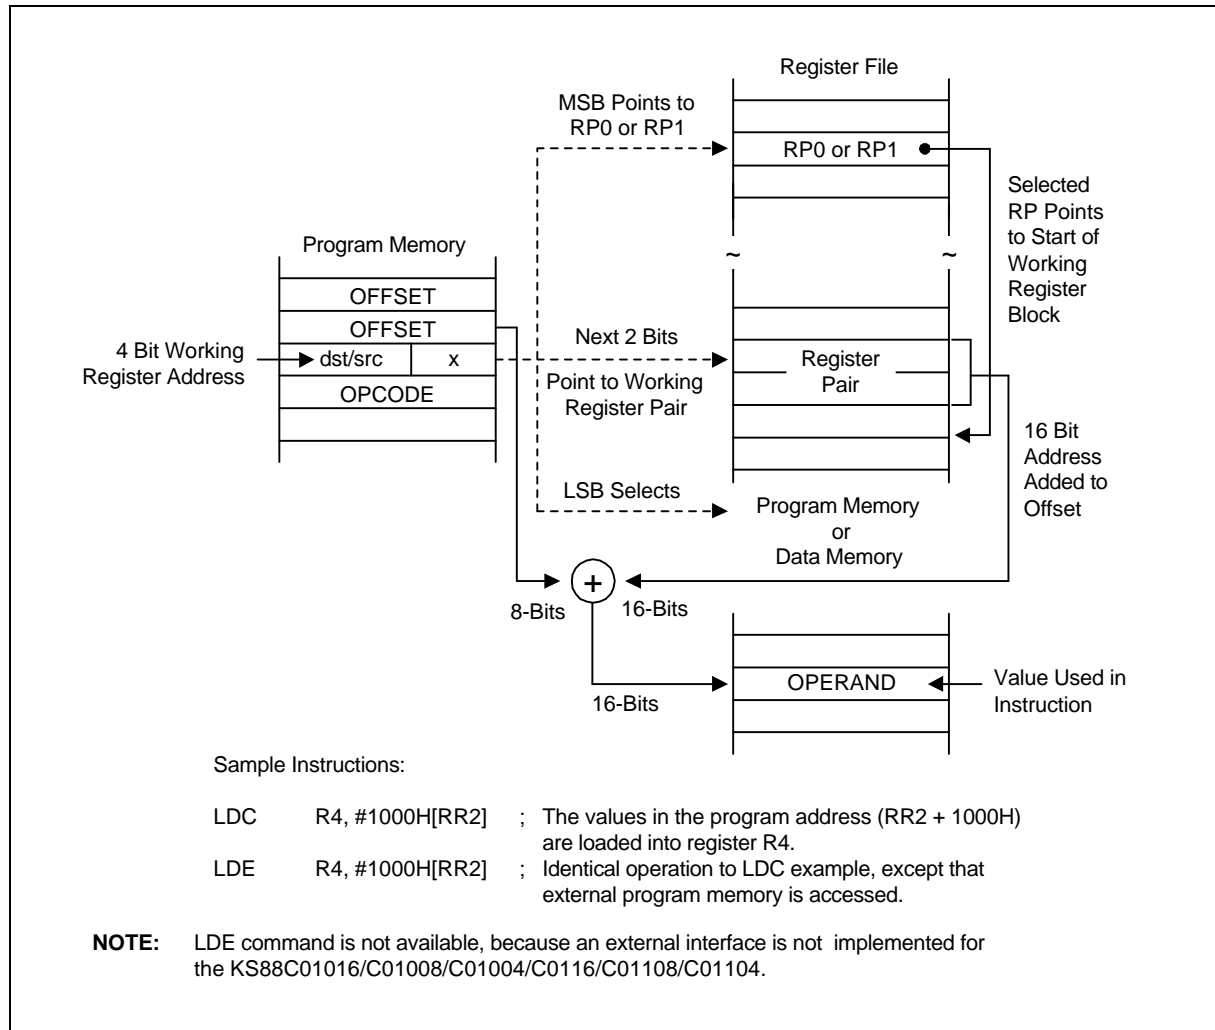 Register File
MSB Points to
RP0 or RP1
RP0 or RP1
Selected
RP Points
to Start of
Working
Register
Block
~
~
Program Memory
OFFSET
OFFSET
4 Bit Working
Register Address
dst/src
x
OPCODE
Next 2 Bits
Point to Working
Register Pair
Register
Pair
16 Bit
Address
Added to
Offset
LSB Selects
Program Memory
or
Data Memory
+
8-Bits
16-Bits
16-Bits
OPERAND
Value Used in
Instruction
Sample Instructions:
LDC R4, #1000H[RR2] ; The values in the program address (RR2 + 1000H)
are loaded into register R4.
LDE R4, #1000H[RR2] ; Identical operation to LDC example, except that
external program memory is accessed.
NOTE: LDE command is not available, because an external interface is not implemented for
the KS88C01016/C01008/C01004/C0116/C01108/C01104.